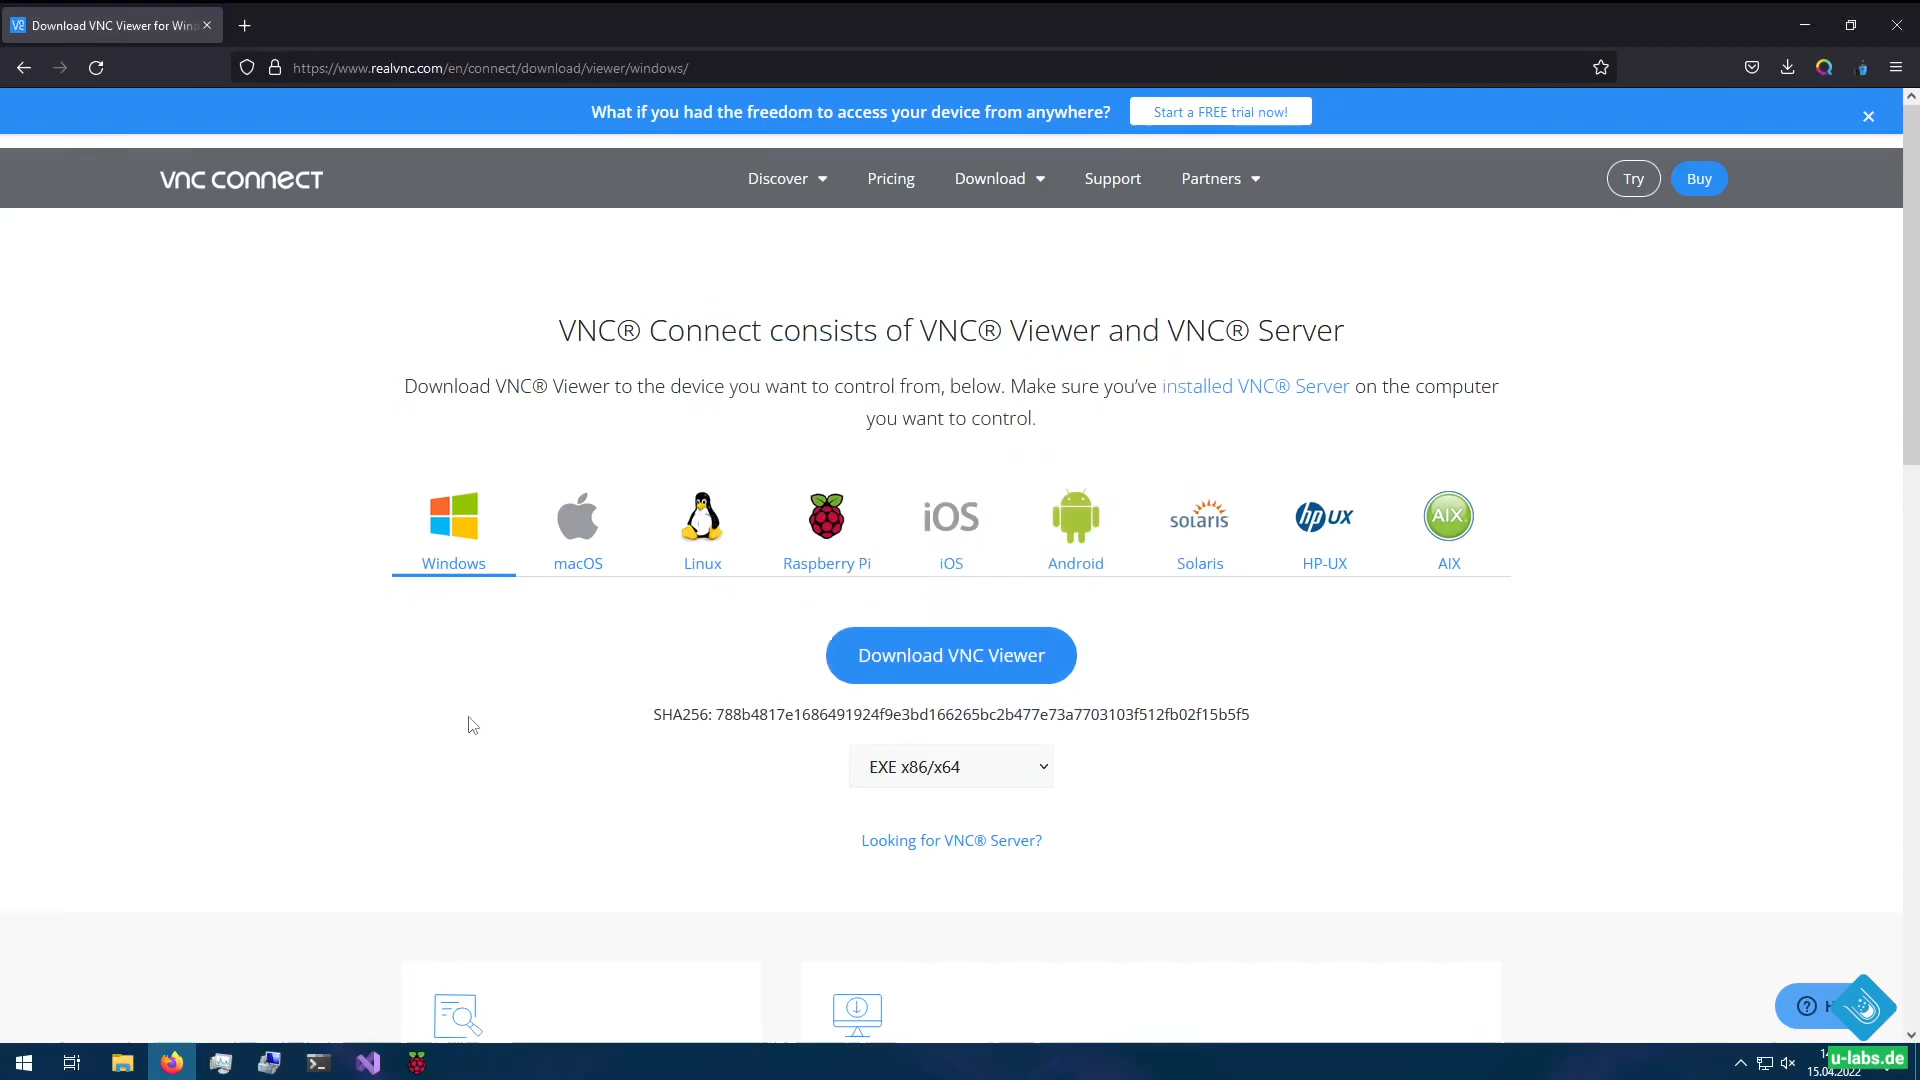 Download VNC Viewer for Win
https://www.realvnc.com/en/connect/download/viewer/windows/
What if you had the freedom to access your device from anywhere?
Start a FREE trial now!
vnc connect
Discover
Pricing
Download
Support
Partners
Try
Buy
VNC® Connect consists of VNC® Viewer and VNC® Server
Download VNC® Viewer to the device you want to control from, below. Make sure you've installed VNC® Server on the computer
you want to control.
iOS
solaris
hp UX
AIX
Windows
macOS
Linux
Raspberry Pi
iOS
Android
Solaris
HP-UX
AIX
Download VNC Viewer
SHA256: 788b4817e1686491924f9e3bd166265bc2b477e73a7703103f512fb02f15b5f5
EXE x86/x64
Looking for VNC® Server?
u-labs.de
15.04.2022